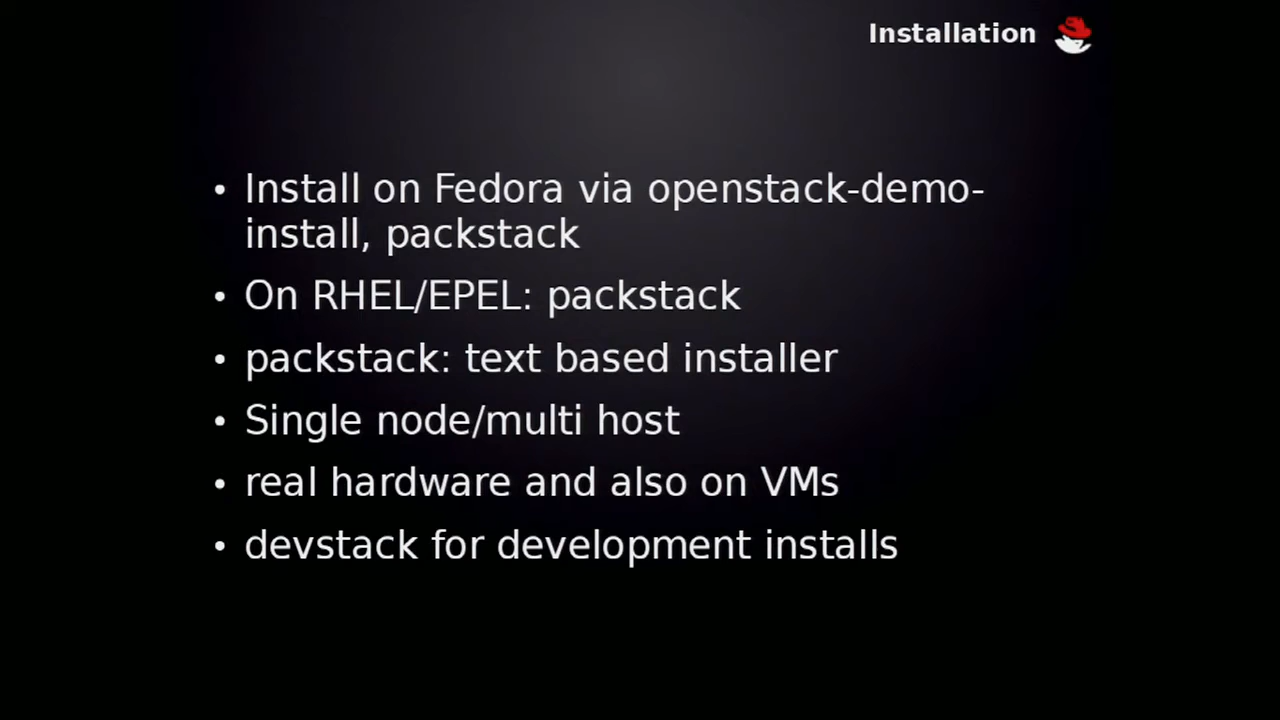 Installation
• Install on Fedora via openstack-demo-
install, packstack
• On RHEL/EPEL: packstack
• packstack: text based installer
• Single node/multi host
• real hardware and also on VMs
• devstack for development installs